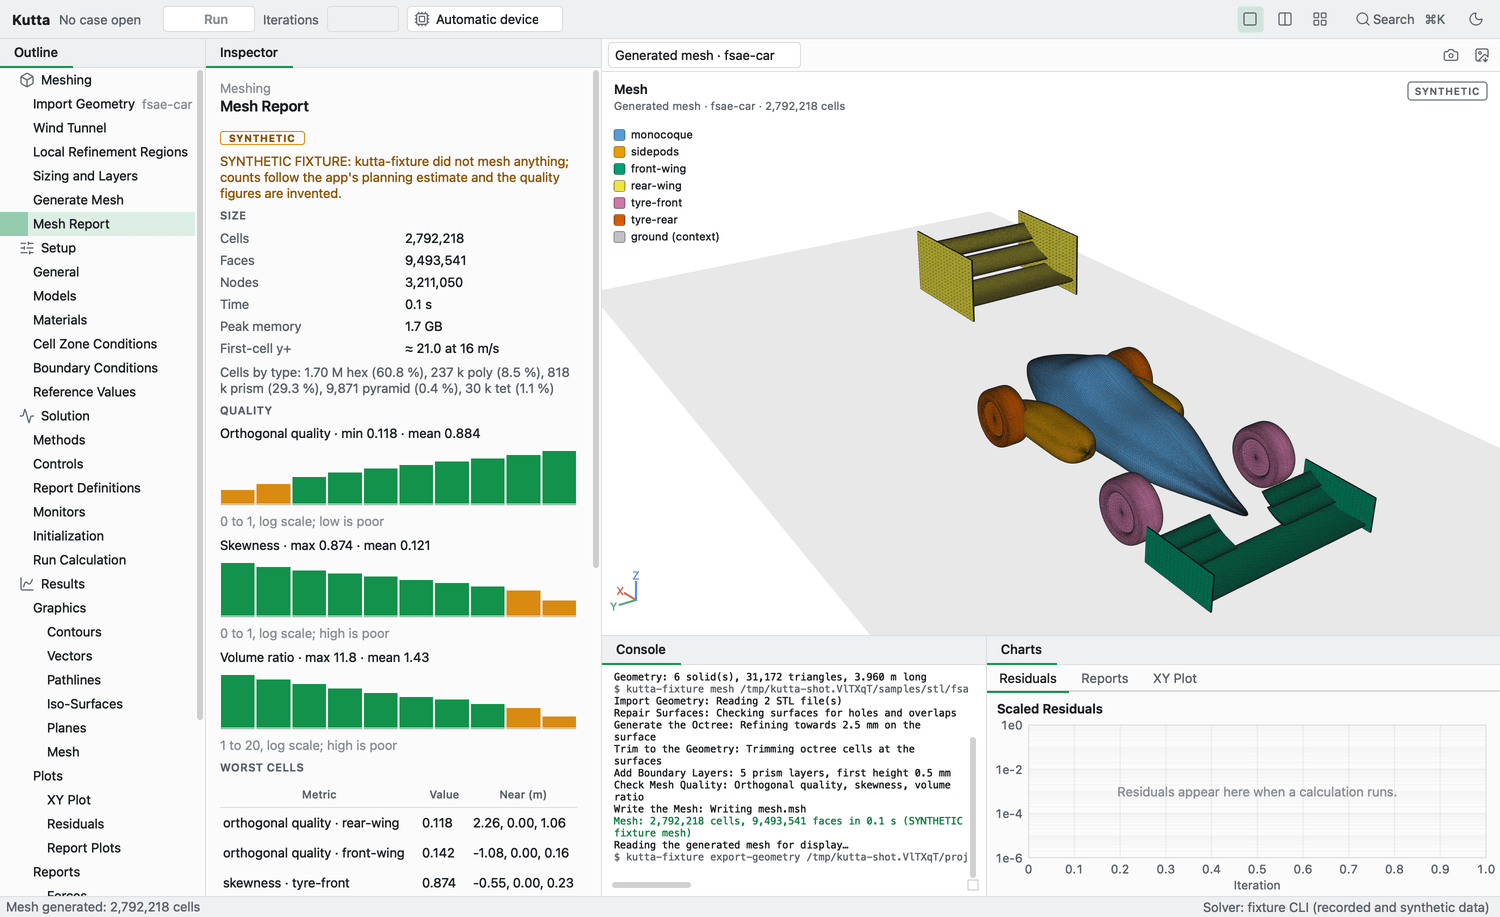 Kutta No case open Run Iterations Automatic device Search ⌘K
Outline
Meshing
Import Geometry fsae-car
Wind Tunnel
Local Refinement Regions
Sizing and Layers
Generate Mesh
Mesh Report
Setup
General
Models
Materials
Cell Zone Conditions
Boundary Conditions
Reference Values
Solution
Methods
Controls
Report Definitions
Monitors
Initialization
Run Calculation
Results
Graphics
Contours
Vectors
Pathlines
Iso-Surfaces
Planes
Mesh
Plots
XY Plot
Residuals
Report Plots
Reports
Forces
Inspector
Meshing
Mesh Report
SYNTHETIC
SYNTHETIC FIXTURE: kutta-fixture did not mesh anything;
counts follow the app's planning estimate and the quality
figures are invented.
SIZE
Cells 2,792,218
Faces 9,493,541
Nodes 3,211,050
Time 0.1 s
Peak memory 1.7 GB
First-cell y+ ≈ 21.0 at 16 m/s
Cells by type: 1.70 M hex (60.8 %), 237 k poly (8.5 %), 818
k prism (29.3 %), 9,871 pyramid (0.4 %), 30 k tet (1.1 %)
QUALITY
Orthogonal quality · min 0.118 · mean 0.884
0 to 1, log scale; low is poor
Skewness · max 0.874 · mean 0.121
0 to 1, log scale; high is poor
Volume ratio · max 11.8 · mean 1.43
1 to 20, log scale; high is poor
WORST CELLS
Metric Value Near (m)
orthogonal quality · rear-wing 0.118 2.26, 0.00, 1.06
orthogonal quality · front-wing 0.142 -1.08, 0.00, 0.16
skewness · tyre-front 0.874 -0.55, 0.00, 0.23
Generated mesh · fsae-car
Mesh
Generated mesh · fsae-car · 2,792,218 cells
SYNTHETIC
monocoque
sidepods
front-wing
rear-wing
tyre-front
tyre-rear
ground (context)
Z
X
Y
Console
Geometry: 6 solid(s), 31,172 triangles, 3.960 m long
$ kutta-fixture mesh /tmp/kutta-shot.VlTXqT/samples/stl/fsa
Import Geometry: Reading 2 STL file(s)
Repair Surfaces: Checking surfaces for holes and overlaps
Generate the Octree: Refining towards 2.5 mm on the
surface
Trim to the Geometry: Trimming octree cells at the
surfaces
Add Boundary Layers: 5 prism layers, first height 0.5 mm
Check Mesh Quality: Orthogonal quality, skewness, volume
ratio
Write the Mesh: Writing mesh.msh
Mesh: 2,792,218 cells, 9,493,541 faces in 0.1 s (SYNTHETIC
fixture mesh)
Reading the generated mesh for display…
$ kutta-fixture export-geometry /tmp/kutta-shot.VlTXqT/proj
Charts
Residuals Reports XY Plot
Scaled Residuals
1e0
1e-2
1e-4
1e-6
Residuals appear here when a calculation runs.
0 0.1 0.2 0.3 0.4 0.5 0.6 0.7 0.8 0.9 1.0
Iteration
Mesh generated: 2,792,218 cells
Solver: fixture CLI (recorded and synthetic data)